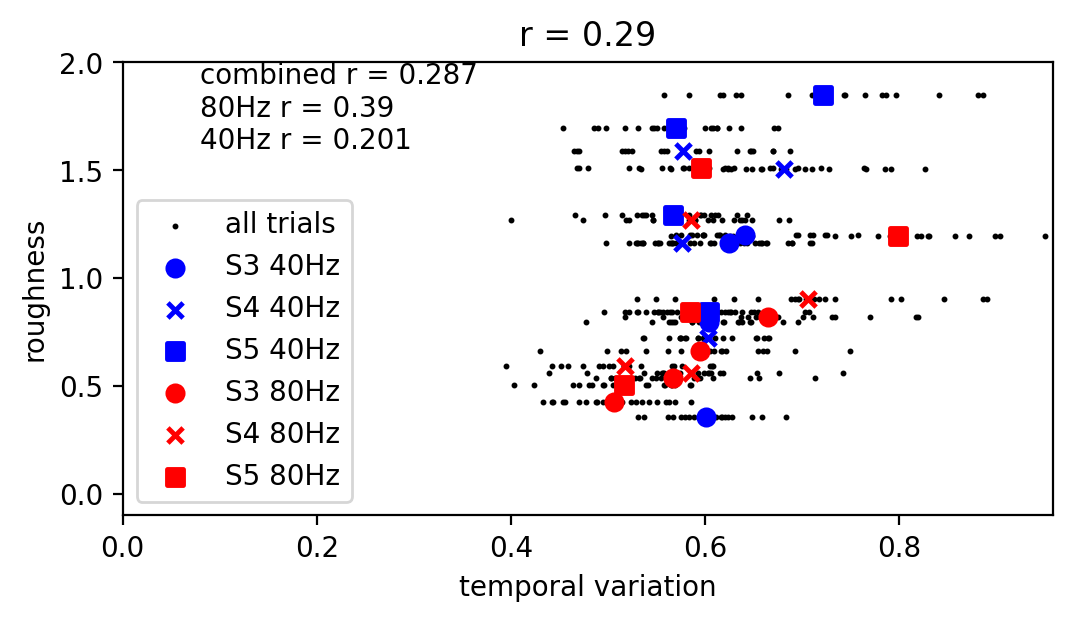 r = 0.29
combined r = 0.287
80Hz r = 0.39
40Hz r = 0.201
2.0
1.5
1.0
0.5
0.0
roughness
all trials
S3 40Hz
S4 40Hz
S5 40Hz
S3 80Hz
S4 80Hz
S5 80Hz
0.0 0.2 0.4 0.6 0.8
temporal variation